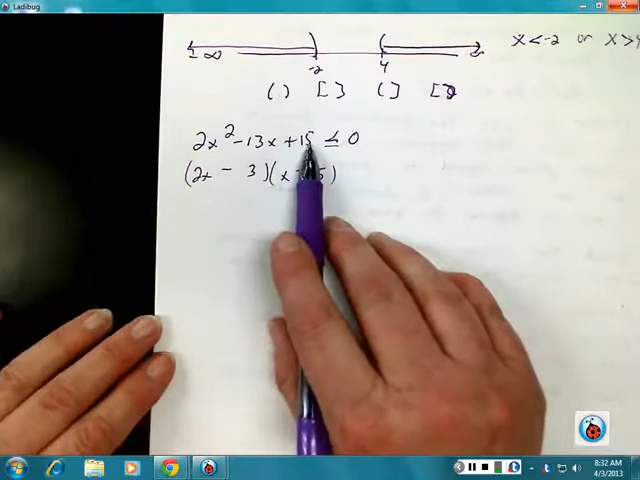 Ladibug
x < -2 or x > 4
- ∞ -2 4 ∞
( ) [ ] ( ] [
2x² - 13x + 15 ≤ 0
(2x - 3)(x - 5)
8:32 AM
4/3/2013